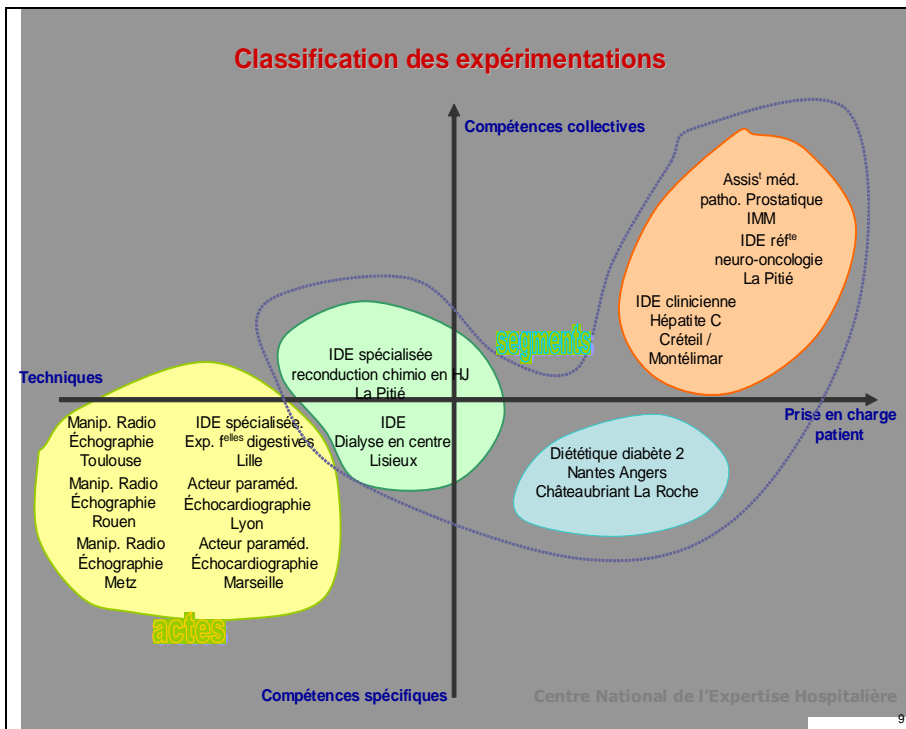 Classification des expérimentations
Compétences collectives
Assisᵗ méd.
patho. Prostatique
IMM
IDE réfᵗᵉ
neuro-oncologie
La Pitié
IDE clinicienne
Hépatite C
Créteil /
Montélimar
segments
IDE spécialisée
reconduction chimio en HJ
La Pitié
IDE
Dialyse en centre
Lisieux
Techniques
Prise en charge
patient
Manip. Radio
Échographie
Toulouse
Manip. Radio
Échographie
Rouen
Manip. Radio
Échographie
Metz
IDE spécialisée.
Exp. fᵉˡˡᵉˢ digestives
Lille
Acteur paraméd.
Échocardiographie
Lyon
Acteur paraméd.
Échocardiographie
Marseille
Diététique diabète 2
Nantes Angers
Châteaubriant La Roche
actes
Compétences spécifiques
Centre National de l'Expertise Hospitalière
9